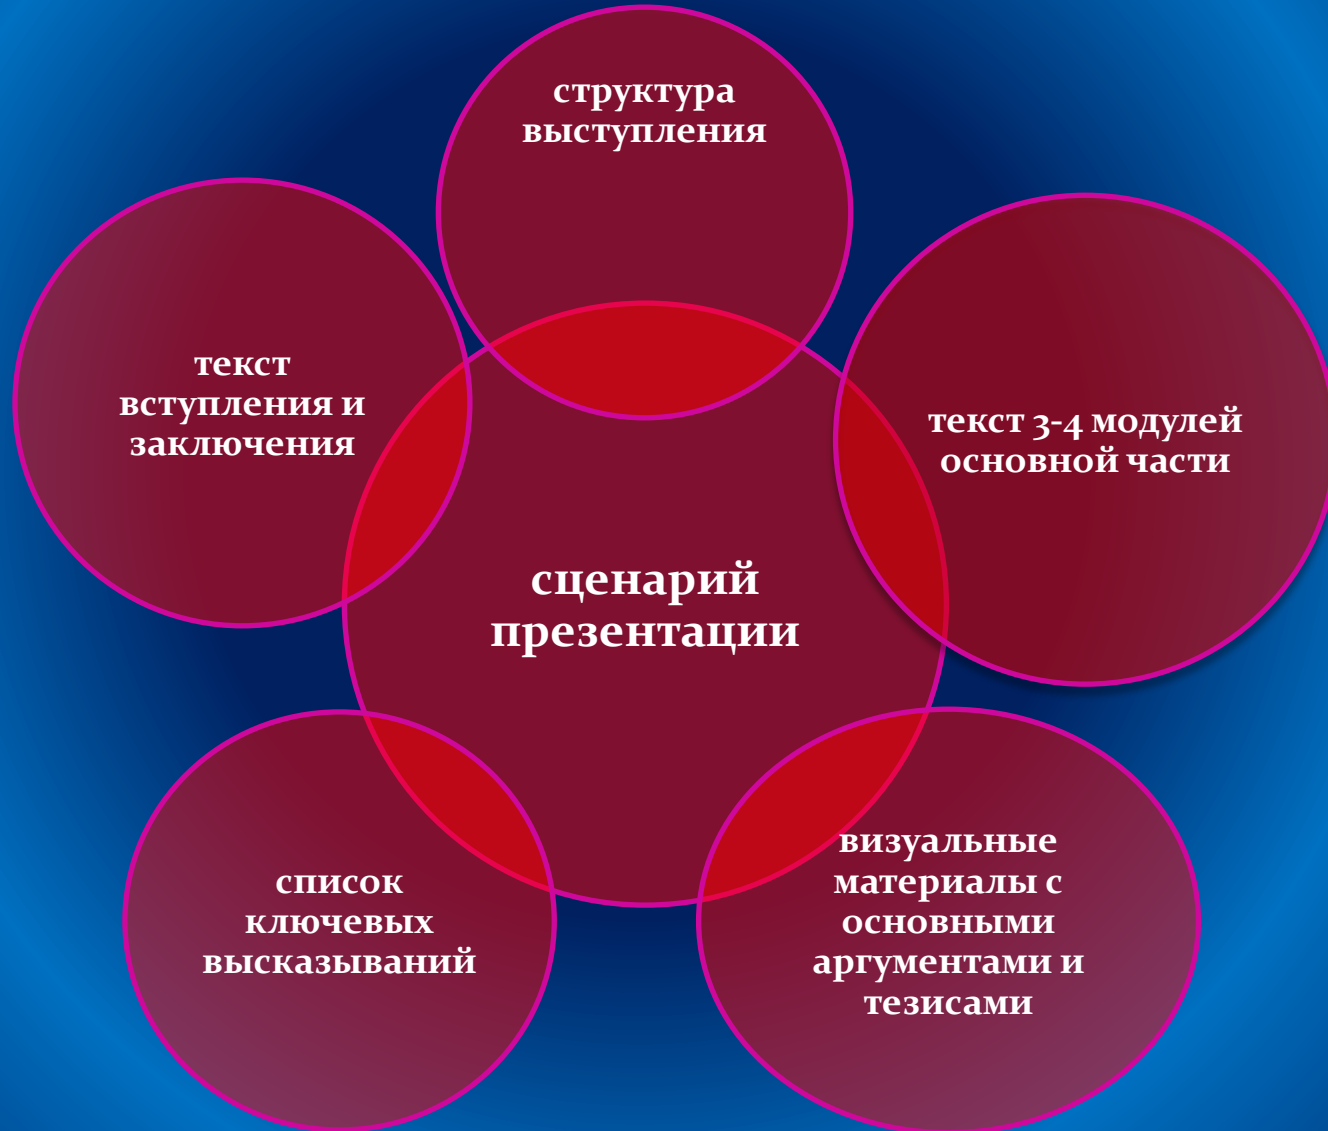 структура
выступления
текст
вступления и
заключения
текст 3-4 модулей
основной части
сценарий
презентации
список
ключевых
высказываний
визуальные
материалы с
основными
аргументами и
тезисами